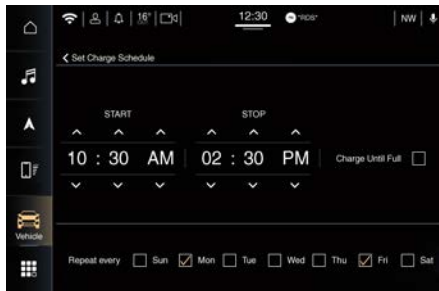 16° 12:30 "RDS" NW
Set Charge Schedule
START STOP
10 : 30 AM 02 : 30 PM Charge Until Full
Vehicle
Repeat every Sun Mon Tue Wed Thu Fri Sat